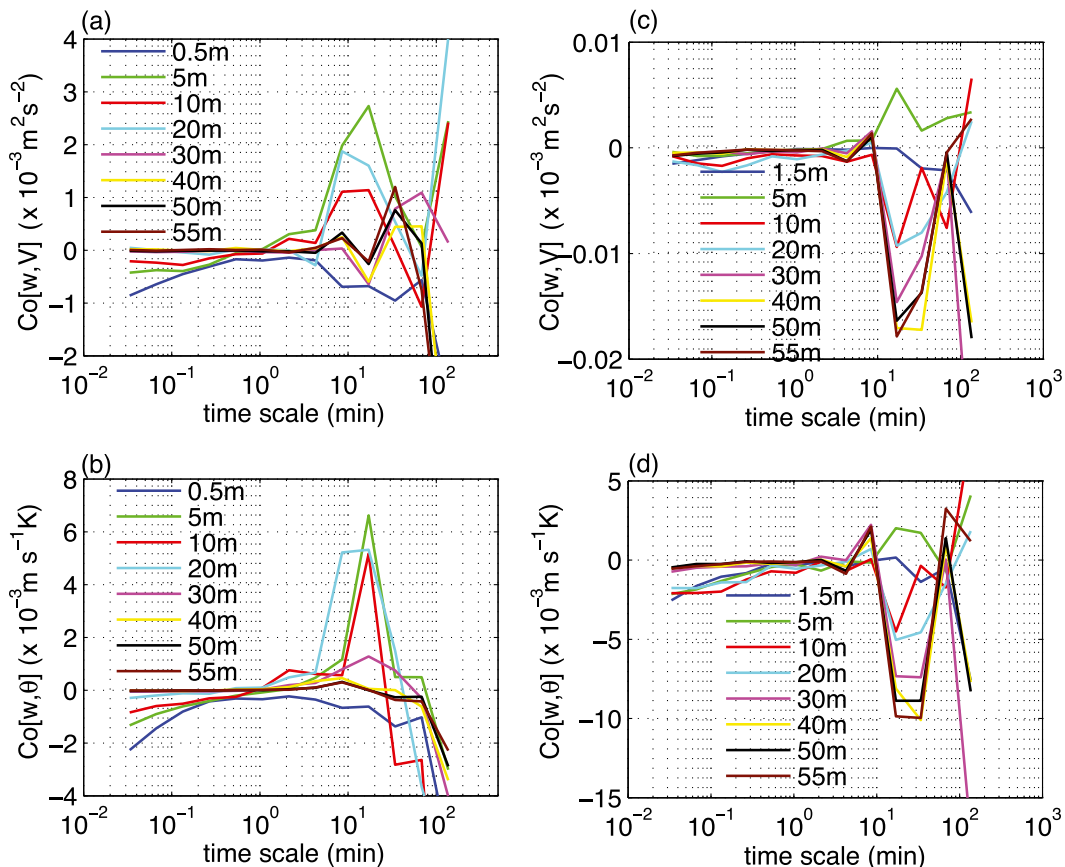 (a)
4
3
2
1
0
-1
-2
Co[w,V] (x 10⁻³ m² s⁻²)
0.5m
5m
10m
20m
30m
40m
50m
55m
10⁻² 10⁻¹ 10⁰ 10¹ 10²
time scale (min)
(c)
0.01
0
-0.01
-0.02
Co[w,V] (x 10⁻³ m² s⁻²)
1.5m
5m
10m
20m
30m
40m
50m
55m
10⁻² 10⁻¹ 10⁰ 10¹ 10² 10³
time scale (min)
(b)
8
6
4
2
0
-2
-4
Co[w,θ] (x 10⁻³ m s⁻¹K)
0.5m
5m
10m
20m
30m
40m
50m
55m
10⁻² 10⁻¹ 10⁰ 10¹ 10²
time scale (min)
(d)
5
0
-5
-10
-15
Co[w,θ] (x 10⁻³ m s⁻¹K)
1.5m
5m
10m
20m
30m
40m
50m
55m
10⁻² 10⁻¹ 10⁰ 10¹ 10² 10³
time scale (min)